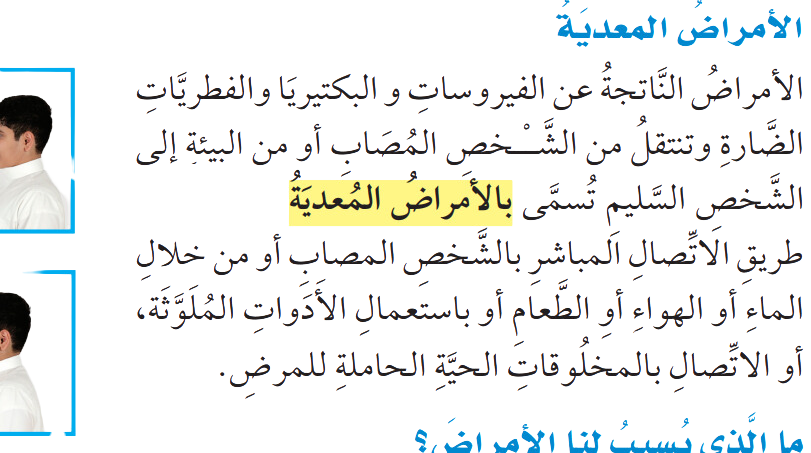 الأمراضُ المعديَةُ
الأمراضُ النَّاتجةُ عن الفيروساتِ و البكتيريَا والفطريَّاتِ
الضَّارةِ وتنتقلُ من الشَّـــْخصِ المُصَابِ أو من البيئةِ إلى
الشَّخصِ السَّليمِ تُسمَّى بالأَمراضُ المُعديَةُ
طريقِ الاتِّصالِ المباشرِ بالشَّخصِ المصابِ أو من خلالِ
الماءِ أو الهواءِ أوِ الطَّعامِ أو باستعمالِ الأَدَواتِ المُلَوَّثَة،
أو الاتِّصالِ بالمخلُوقاتِ الحيَّةِ الحاملةِ للمرضِ.
ما الَّذي يُسببُ لنا الأمراضَ؟